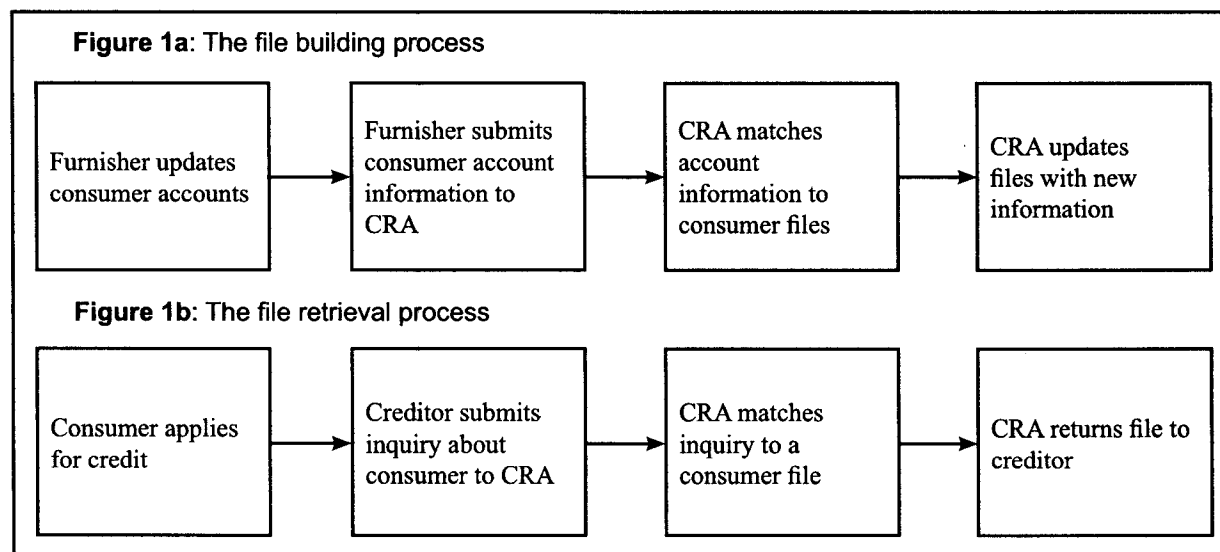 Figure 1a: The file building process
Furnisher updates
consumer accounts
Furnisher submits
consumer account
information to
CRA
CRA matches
account
information to
consumer files
CRA updates
files with new
information
Figure 1b: The file retrieval process
Consumer applies
for credit
Creditor submits
inquiry about
consumer to CRA
CRA matches
inquiry to a
consumer file
CRA returns file to
creditor